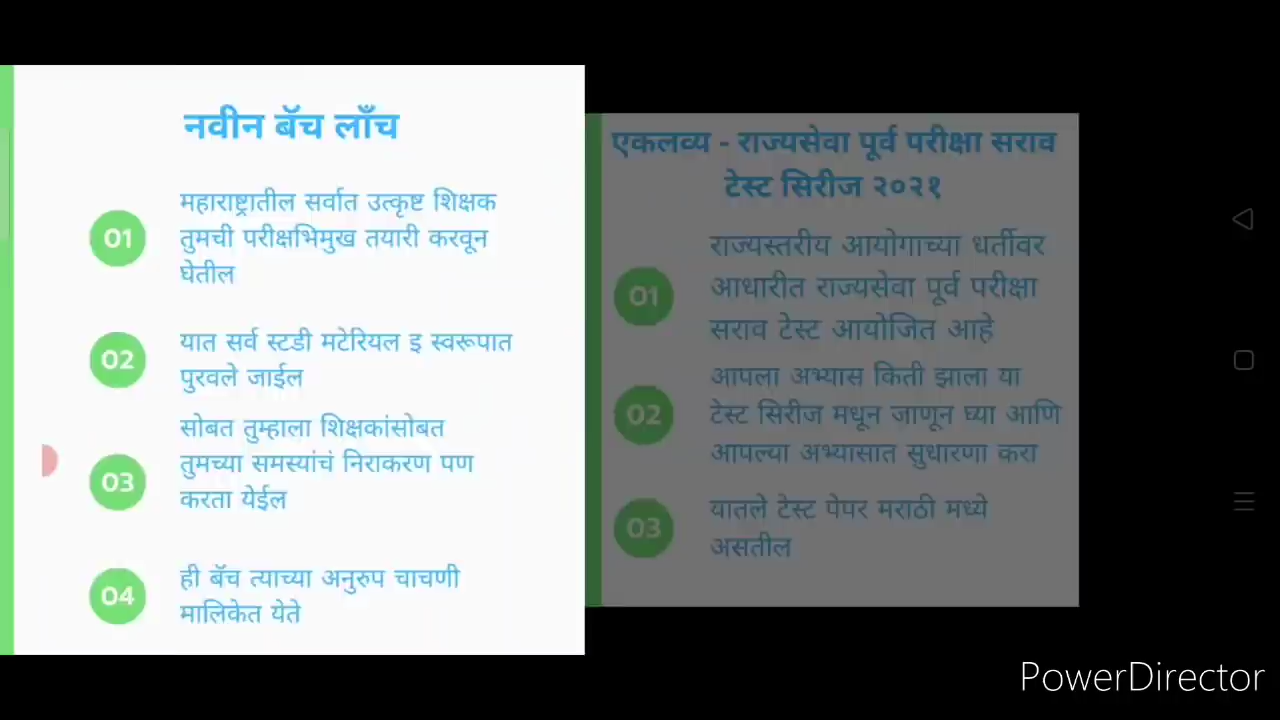 नवीन बॅच लाँच
01
महाराष्ट्रातील सर्वात उत्कृष्ट शिक्षक
तुमची परीक्षभिमुख तयारी करवून
घेतील
02
यात सर्व स्टडी मटेरियल इ स्वरूपात
पुरवले जाईल
03
सोबत तुम्हाला शिक्षकांसोबत
तुमच्या समस्यांचं निराकरण पण
करता येईल
04
ही बॅच त्याच्या अनुरुप चाचणी
मालिकेत येते
एकलव्य - राज्यसेवा पूर्व परीक्षा सराव
टेस्ट सिरीज २०२१
01
राज्यस्तरीय आयोगाच्या धर्तीवर
आधारीत राज्यसेवा पूर्व परीक्षा
सराव टेस्ट आयोजित आहे
02
आपला अभ्यास किती झाला या
टेस्ट सिरीज मधून जाणून घ्या आणि
आपल्या अभ्यासात सुधारणा करा
03
यातले टेस्ट पेपर मराठी मध्ये
असतील
PowerDirector